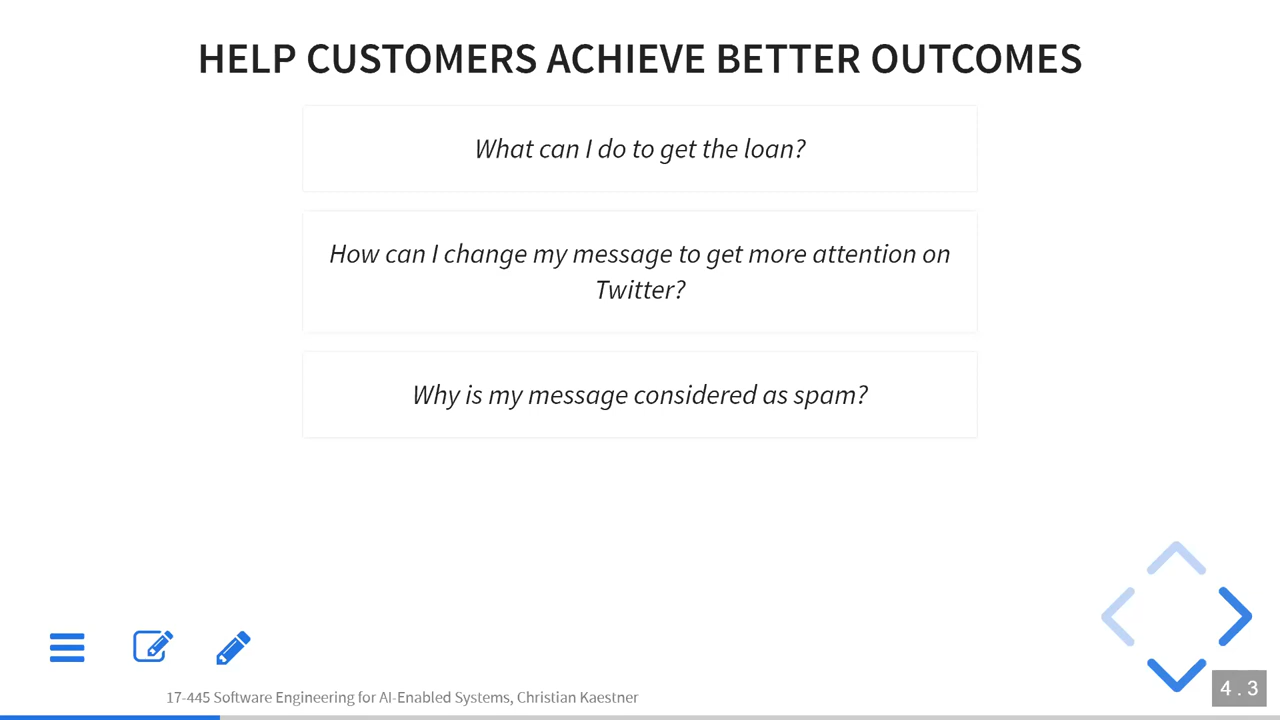 HELP CUSTOMERS ACHIEVE BETTER OUTCOMES
What can I do to get the loan?
How can I change my message to get more attention on
Twitter?
Why is my message considered as spam?
17-445 Software Engineering for AI-Enabled Systems, Christian Kaestner
4 . 3